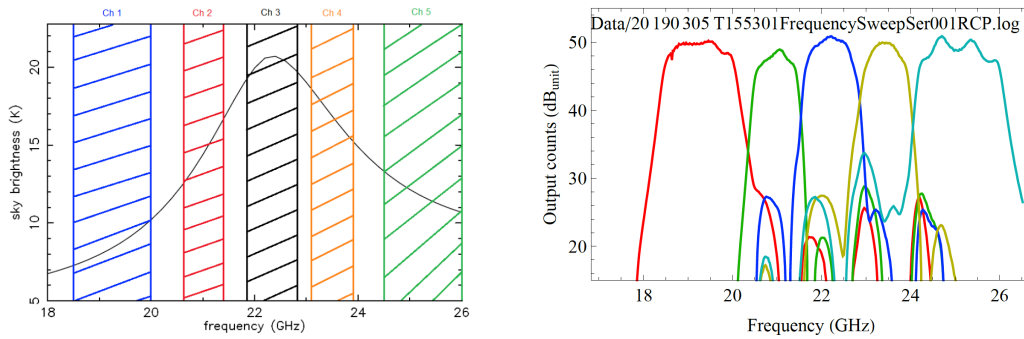 Ch 1 Ch 2 Ch 3 Ch 4 Ch 5
20
15
10
5
sky brightness (K)
18 20 22 24 26
frequency (GHz)
Data/20 190 305 T155301FrequencySweepSer001RCP.log
50
40
30
20
Output counts (dBunit)
18 20 22 24 26
Frequency (GHz)